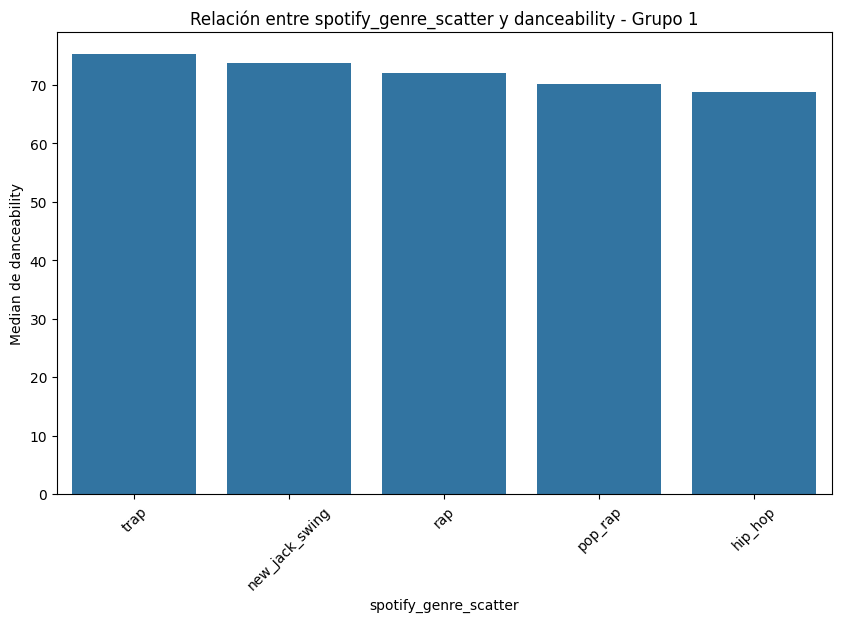 Relación entre spotify_genre_scatter y danceability - Grupo 1
Median de danceability
70
60
50
40
30
20
10
0
trap
new_jack_swing
rap
pop_rap
hip_hop
spotify_genre_scatter